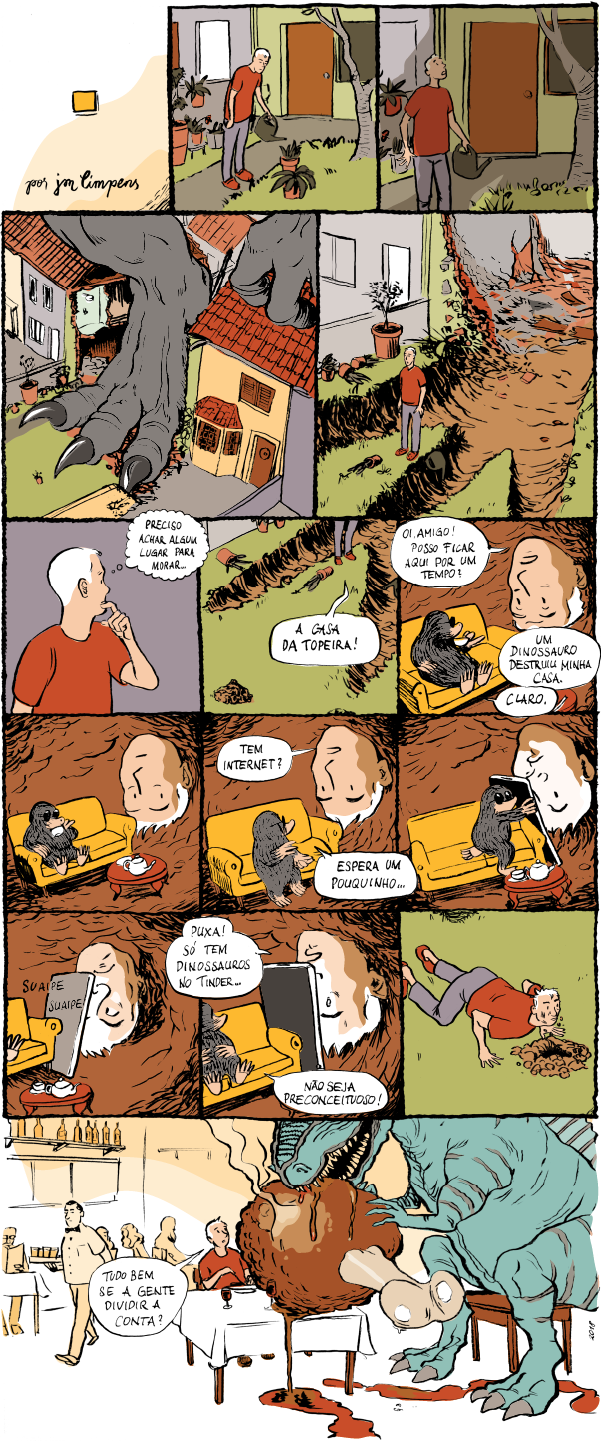 por jm limpens
PRECISO
ACHAR ALGUM
LUGAR PARA
MORAR...
A CASA
DA TOPEIRA!
OI, AMIGO!
POSSO FICAR
AQUI POR UM
TEMPO?
UM
DINOSSAURO
DESTRUIU MINHA
CASA.
CLARO.
TEM
INTERNET?
ESPERA UM
POUQUINHO...
SUAIPE
SUAIPE!
PUXA!
SÓ TEM
DINOSSAUROS
NO TINDER...
NÃO SEJA
PRECONCEITUOSO!
TUDO BEM
SE A GENTE
DIVIDIR A
CONTA?
2018